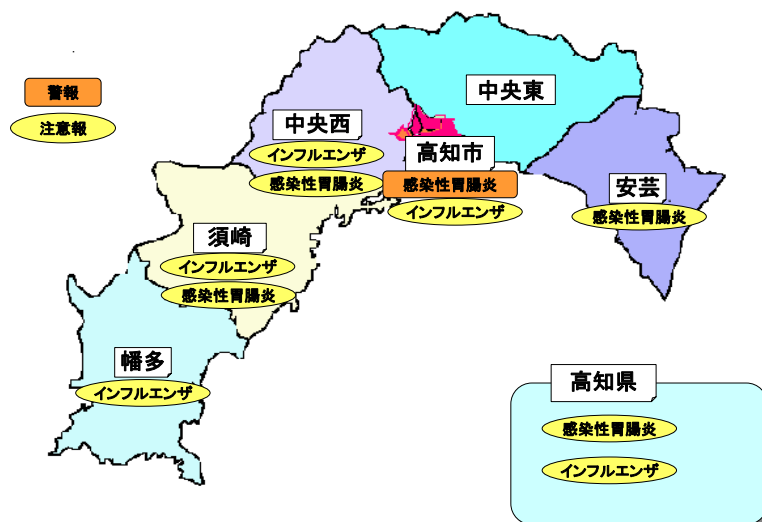 警報
注意報
中央東
中央西
インフルエンザ
感染性胃腸炎
高知市
感染性胃腸炎
インフルエンザ
安芸
感染性胃腸炎
須崎
インフルエンザ
感染性胃腸炎
幡多
インフルエンザ
高知県
感染性胃腸炎
インフルエンザ